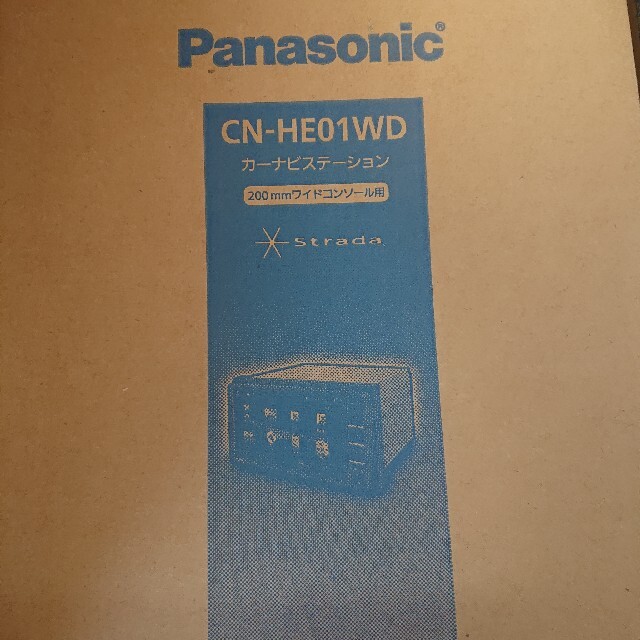 Panasonic®
CN-HE01WD
カーナビステーション
200mmワイドコンソール用
Strada